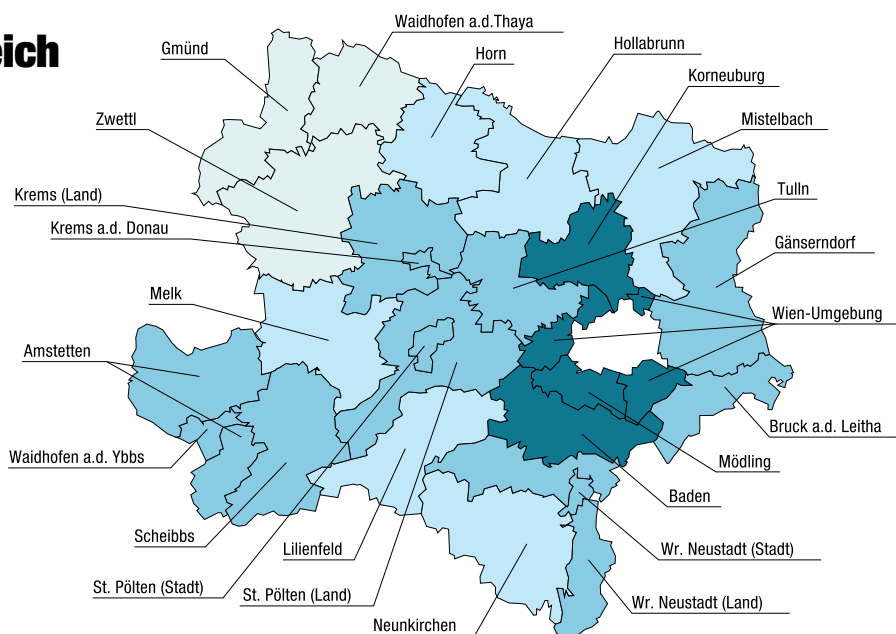 eich
Waidhofen a.d.Thaya
Gmünd
Horn
Hollabrunn
Korneuburg
Zwettl
Mistelbach
Krems (Land)
Tulln
Krems a.d. Donau
Gänserndorf
Melk
Wien-Umgebung
Amstetten
Bruck a.d. Leitha
Waidhofen a.d. Ybbs
Mödling
Baden
Scheibbs
Lilienfeld
Wr. Neustadt (Stadt)
St. Pölten (Stadt)
St. Pölten (Land)
Wr. Neustadt (Land)
Neunkirchen